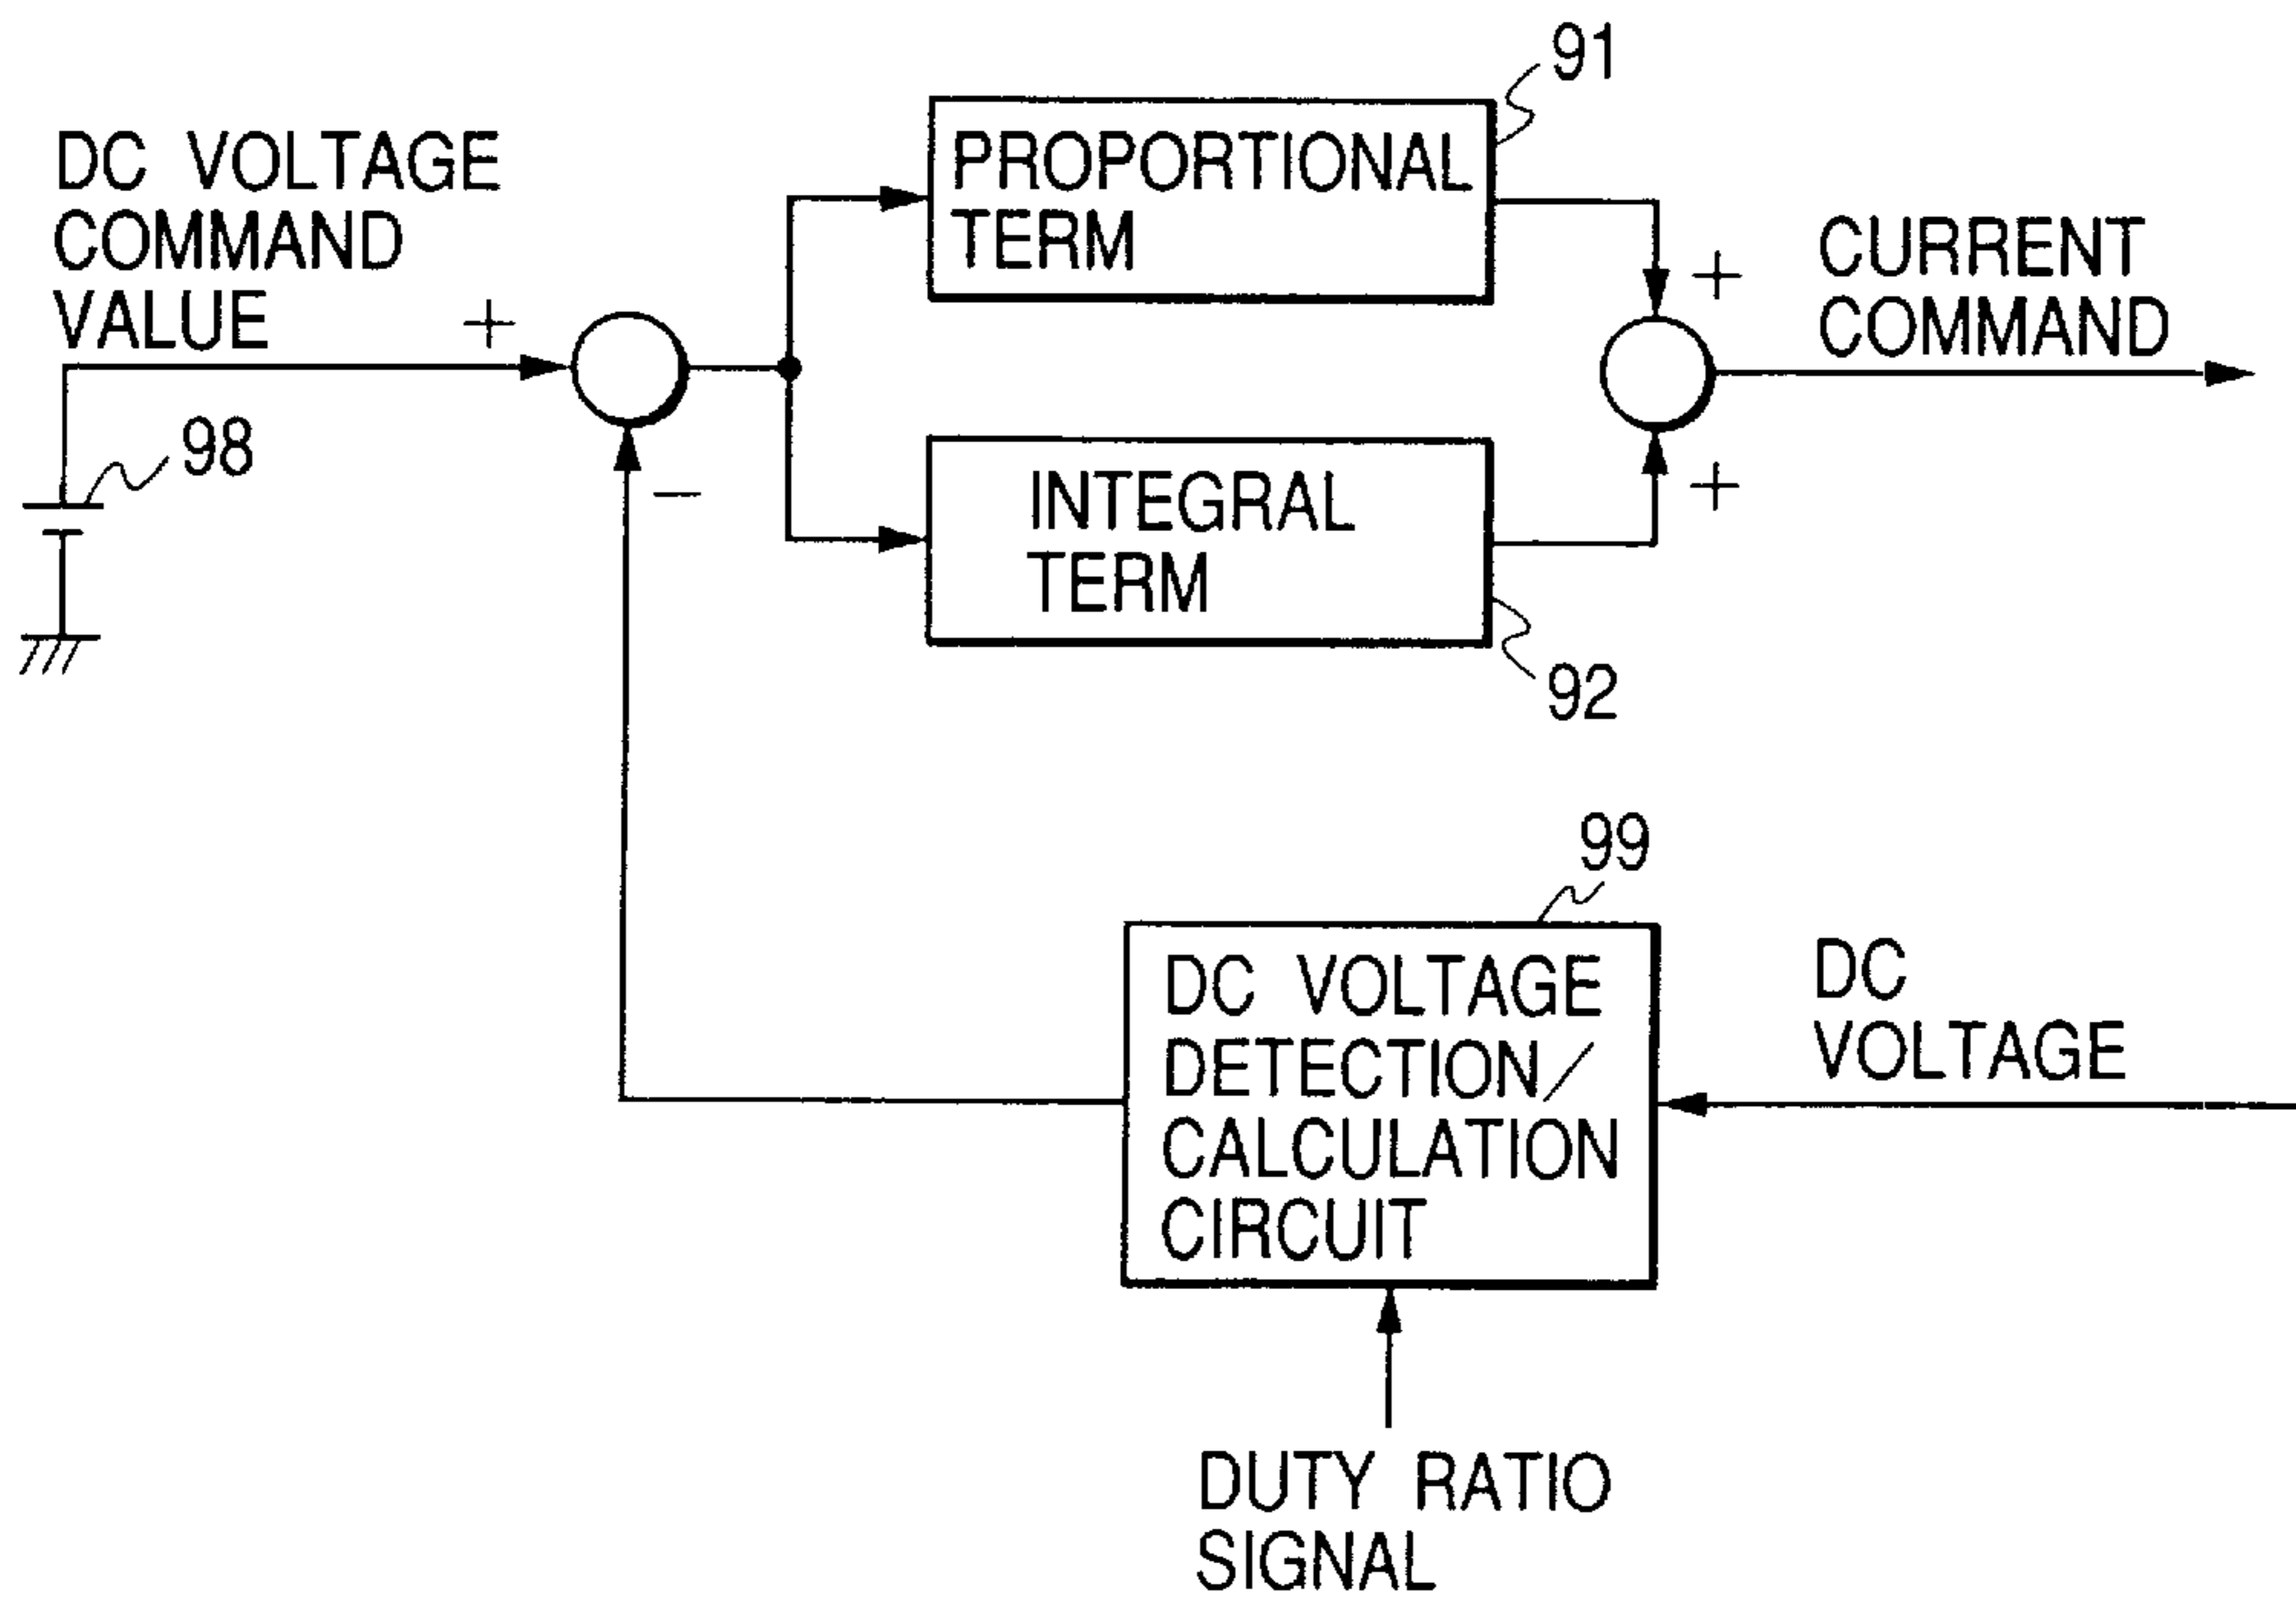 91
DC VOLTAGE
COMMAND
VALUE
+
98
−
PROPORTIONAL
TERM
+
CURRENT
COMMAND
INTEGRAL
TERM
+
92
99
DC VOLTAGE
DETECTION/
CALCULATION
CIRCUIT
DC
VOLTAGE
DUTY RATIO
SIGNAL